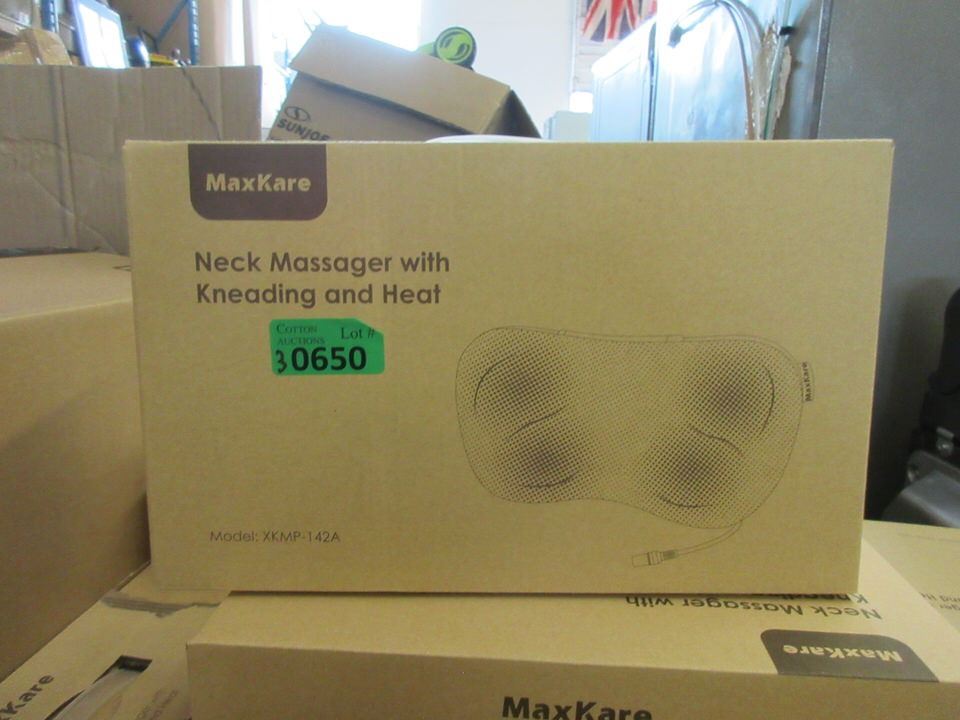 SUNJOE
MaxKare
Neck Massager with
Kneading and Heat
COTTON
AUCTIONS
Lot #
30650
MaxKare
Model: XKMP-142A
Neck Massager with
MaxKare
MaxKare